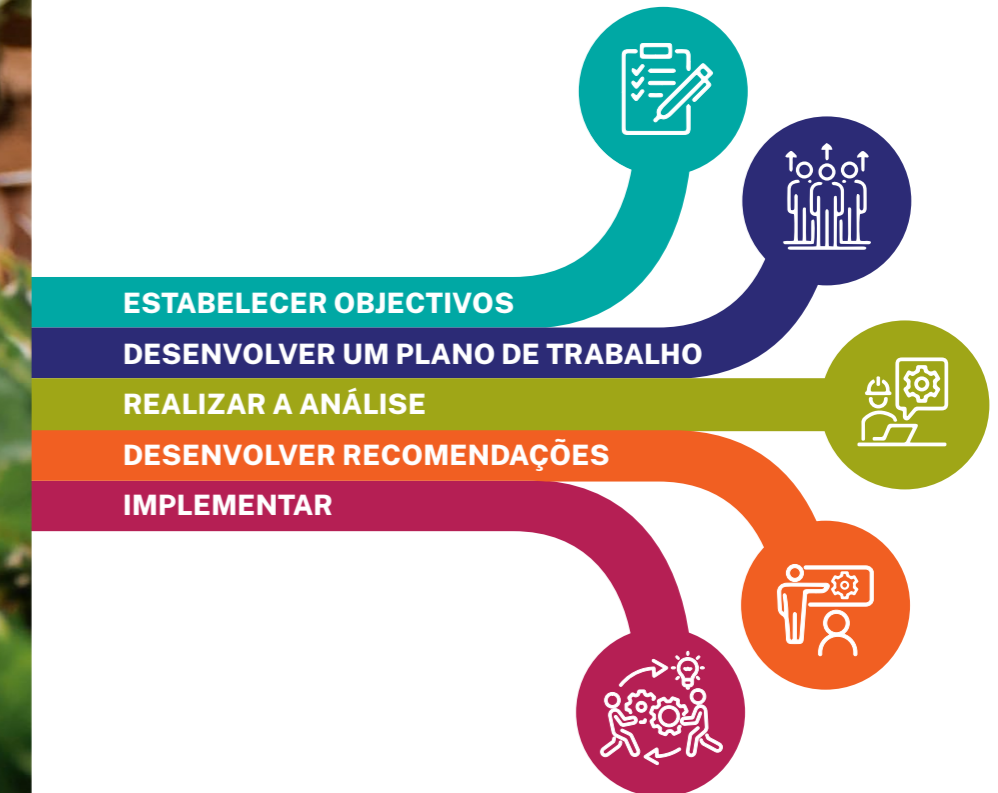 ESTABELECER OBJECTIVOS
DESENVOLVER UM PLANO DE TRABALHO
REALIZAR A ANÁLISE
DESENVOLVER RECOMENDAÇÕES
IMPLEMENTAR